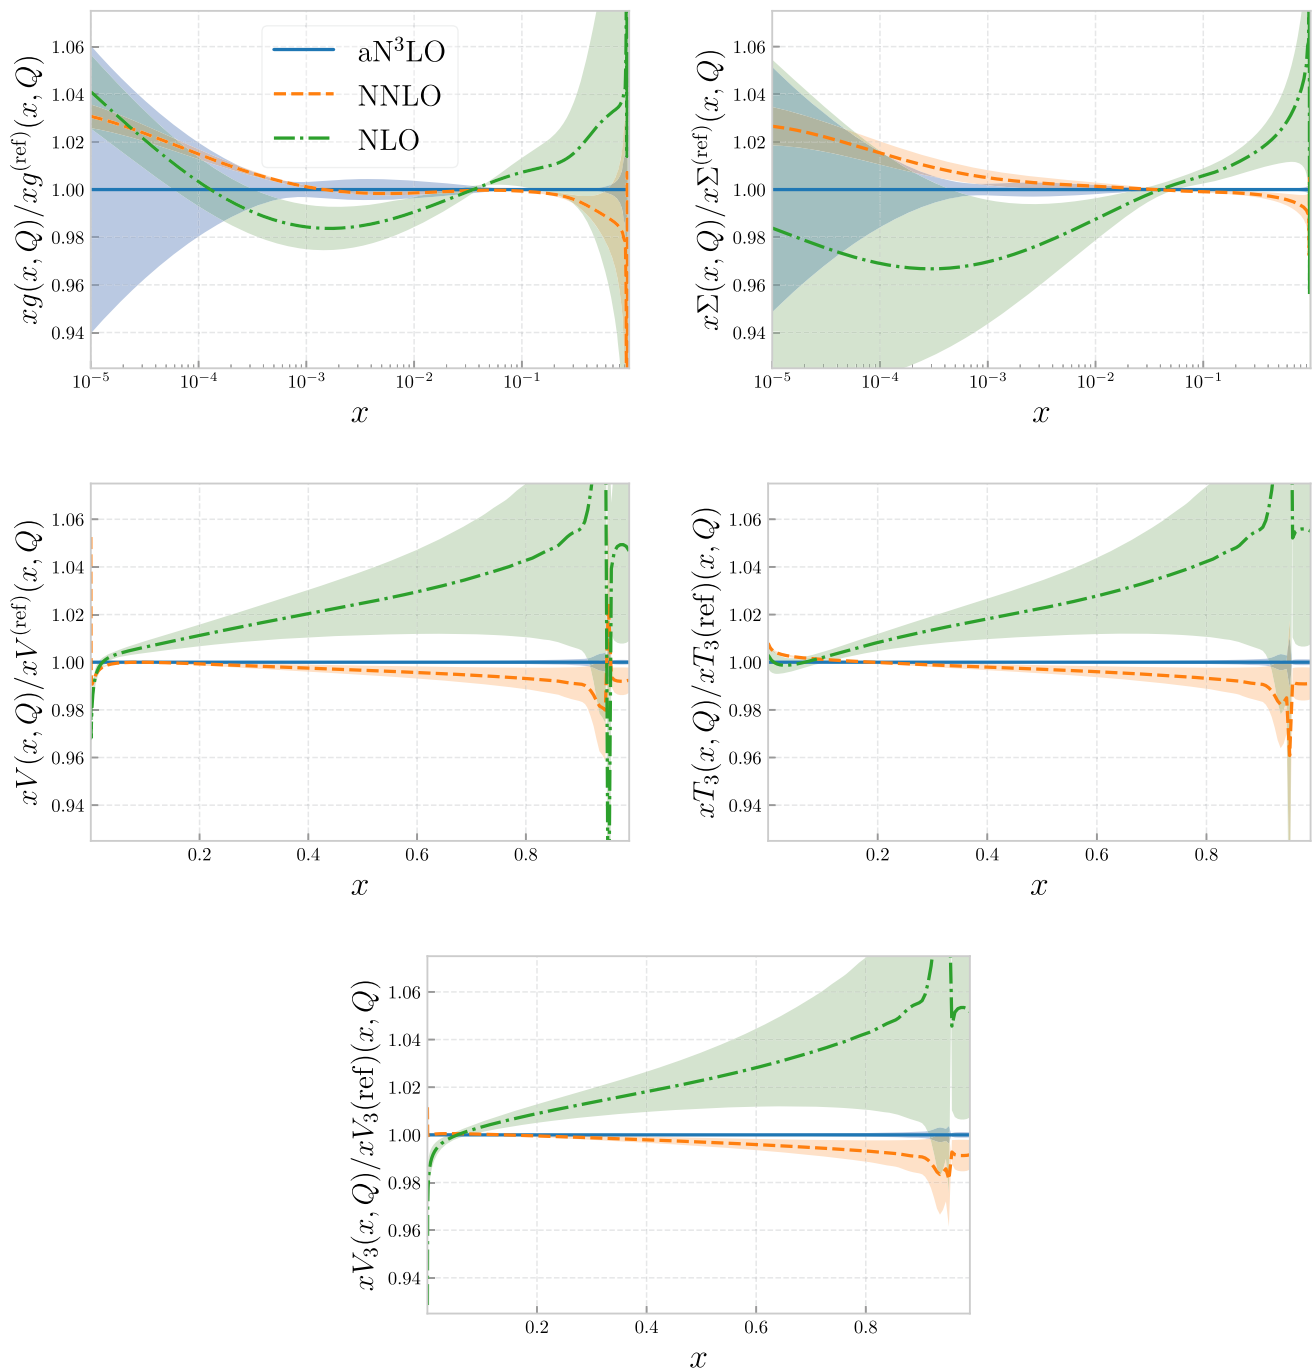 xg(x, Q)/xg^(ref)(x, Q)
1.06
1.04
1.02
1.00
0.98
0.96
0.94
aN³LO
NNLO
NLO
10⁻⁵ 10⁻⁴ 10⁻³ 10⁻² 10⁻¹
x
xΣ(x, Q)/xΣ^(ref)(x, Q)
1.06
1.04
1.02
1.00
0.98
0.96
0.94
10⁻⁵ 10⁻⁴ 10⁻³ 10⁻² 10⁻¹
x
xV(x, Q)/xV^(ref)(x, Q)
1.06
1.04
1.02
1.00
0.98
0.96
0.94
0.2 0.4 0.6 0.8
x
xT₃(x, Q)/xT₃(ref)(x, Q)
1.06
1.04
1.02
1.00
0.98
0.96
0.94
0.2 0.4 0.6 0.8
x
xV₃(x, Q)/xV₃(ref)(x, Q)
1.06
1.04
1.02
1.00
0.98
0.96
0.94
0.2 0.4 0.6 0.8
x